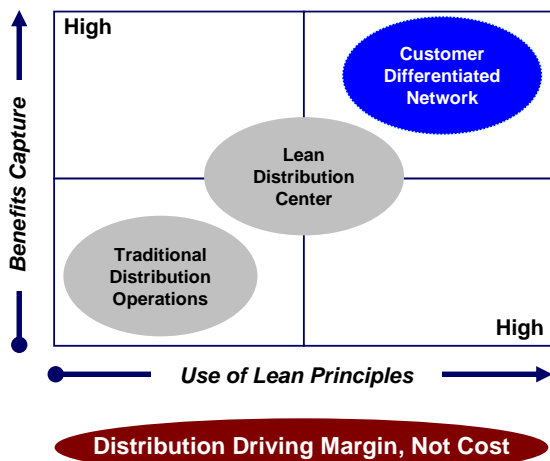 High
Customer
Differentiated
Network
Lean
Distribution
Center
Benefits Capture
Traditional
Distribution
Operations
High
Use of Lean Principles
Distribution Driving Margin, Not Cost